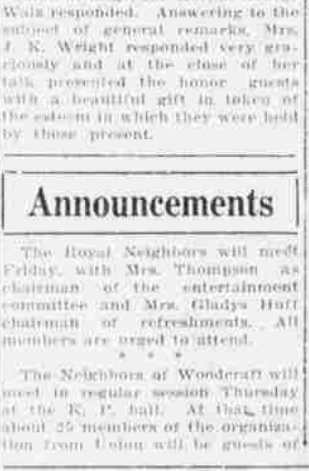 Walz responded. Answering to the
subject of general remarks, Mrs.
J. K. Wright responded very gra-
ciously and at the close of her
talk presented the honor guests
with a beautiful gift in token of
the esteem in which they were held
by those present.
Announcements
The Royal Neighbors will meet
Friday, with Mrs. Thompson as
chairman of the entertainment
committee and Mrs. Gladys Huff
chairman of refreshments. All
members are urged to attend.
* * *
The Neighbors of Woodcraft will
meet in regular session Thursday
at the K. P. hall. At that time
about 25 members of the organiza-
tion from Union will be guests of